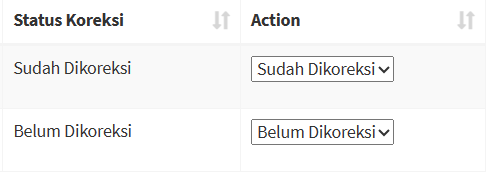 Status Koreksi Action
Sudah Dikoreksi Sudah Dikoreksi
Belum Dikoreksi Belum Dikoreksi